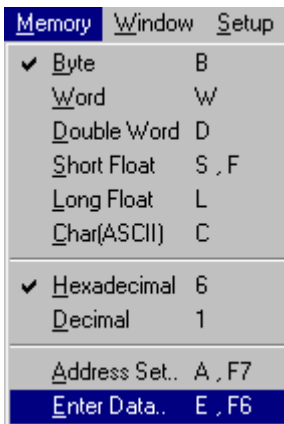 Memory Window Setup
✔ Byte B
Word W
Double Word D
Short Float S , F
Long Float L
Char(ASCII) C
✔ Hexadecimal 6
Decimal 1
Address Set.. A , F7
Enter Data.. E , F6